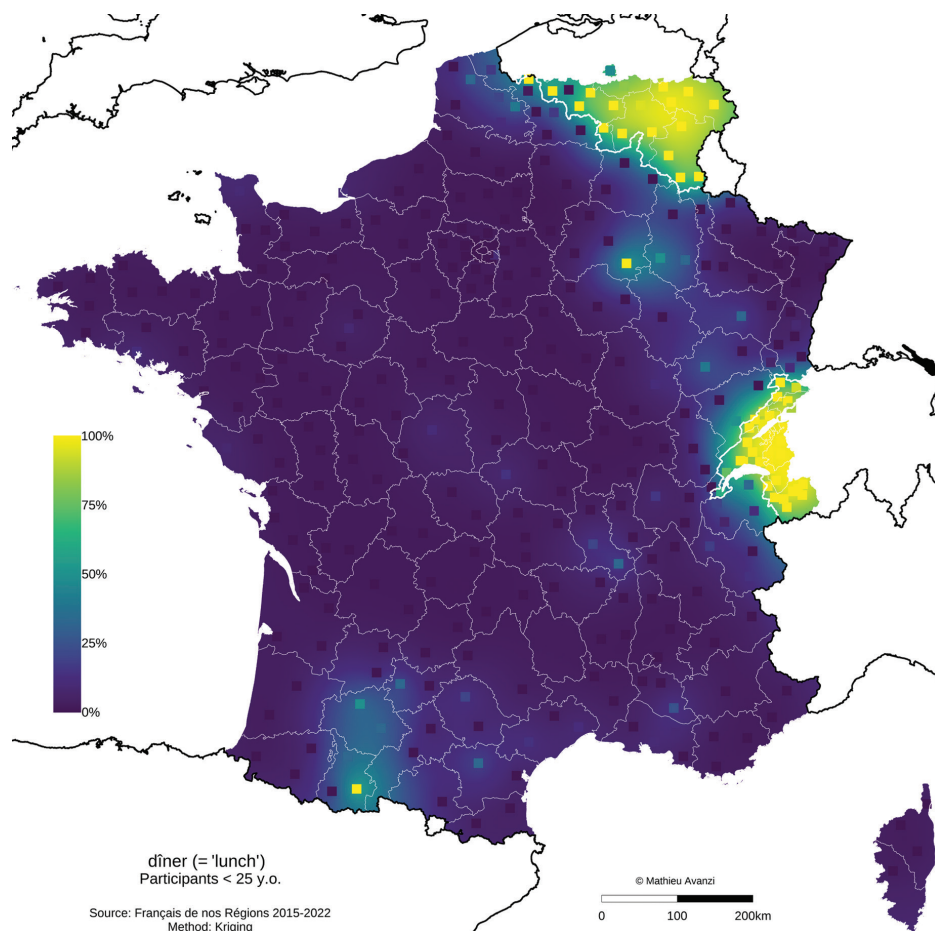 100%
75%
50%
25%
0%
dîner (= 'lunch')
Participants < 25 y.o.
Source: Français de nos Régions 2015-2022
Method: Kriging
© Mathieu Avanzi
0 100 200km